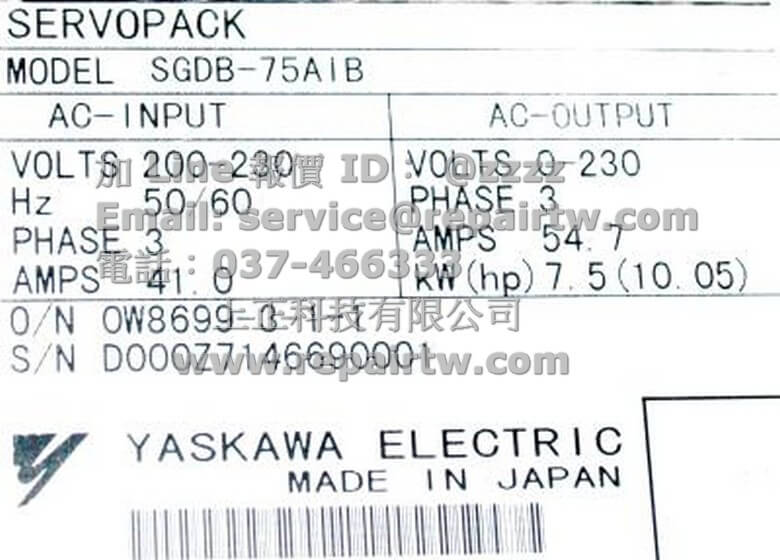 SERVOPACK
MODEL SGDB-75AIB
AC-INPUT AC-OUTPUT
VOLTS 200-230 VOLTS 0-230
加 Line 報價 ID： @zzzz
Hz 50/60 PHASE 3
Email: service@repairtw.com
PHASE 3 AMPS 54.7
電話：037-466333
AMPS 41.0 kW(hp) 7.5(10.05)
上正科技有限公司
O/N
S/N D000Z7146690001
www.repairtw.com
YASKAWA ELECTRIC
MADE IN JAPAN